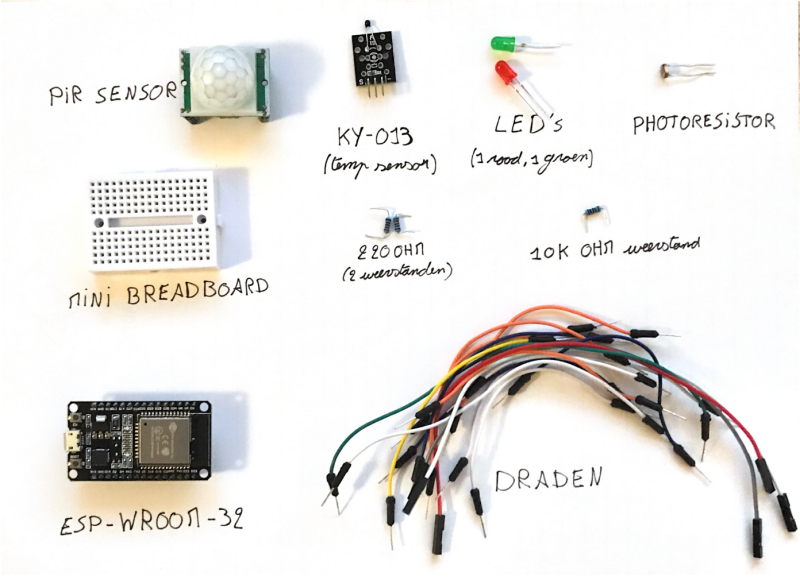 PIR SENSOR
KY-013
(temp sensor)
LED's
(1 rood, 1 groen)
PHOTORESISTOR
MINI BREADBOARD
220 OHM
(2 weerstanden)
10K OHM weerstand
ESP-WROOM-32
DRADEN